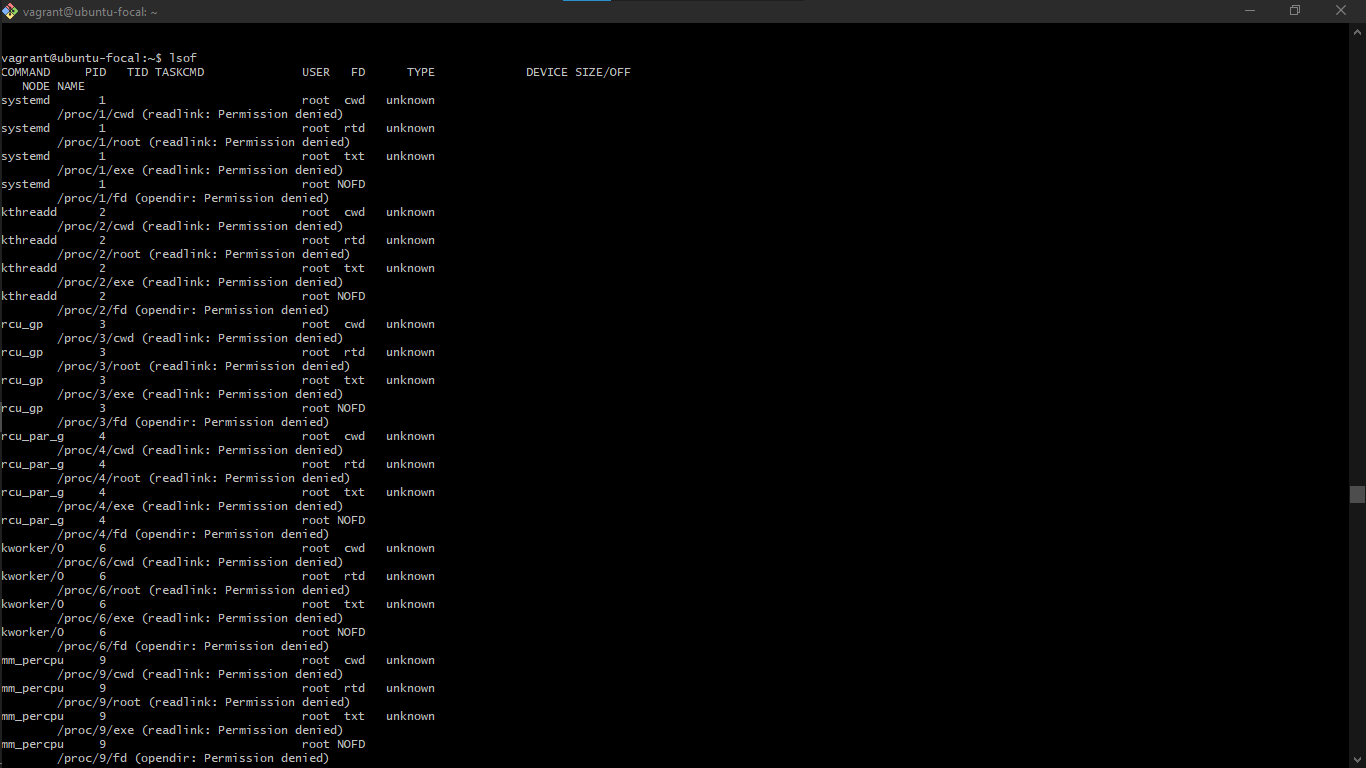 vagrant@ubuntu-focal: ~
vagrant@ubuntu-focal:~$ lsof
COMMAND     PID   TID TASKCMD              USER   FD      TYPE             DEVICE SIZE/OFF
   NODE NAME
systemd       1                            root  cwd   unknown
        /proc/1/cwd (readlink: Permission denied)
systemd       1                            root  rtd   unknown
        /proc/1/root (readlink: Permission denied)
systemd       1                            root  txt   unknown
        /proc/1/exe (readlink: Permission denied)
systemd       1                            root NOFD
        /proc/1/fd (opendir: Permission denied)
kthreadd      2                            root  cwd   unknown
        /proc/2/cwd (readlink: Permission denied)
kthreadd      2                            root  rtd   unknown
        /proc/2/root (readlink: Permission denied)
kthreadd      2                            root  txt   unknown
        /proc/2/exe (readlink: Permission denied)
kthreadd      2                            root NOFD
        /proc/2/fd (opendir: Permission denied)
rcu_gp        3                            root  cwd   unknown
        /proc/3/cwd (readlink: Permission denied)
rcu_gp        3                            root  rtd   unknown
        /proc/3/root (readlink: Permission denied)
rcu_gp        3                            root  txt   unknown
        /proc/3/exe (readlink: Permission denied)
rcu_gp        3                            root NOFD
        /proc/3/fd (opendir: Permission denied)
rcu_par_g     4                            root  cwd   unknown
        /proc/4/cwd (readlink: Permission denied)
rcu_par_g     4                            root  rtd   unknown
        /proc/4/root (readlink: Permission denied)
rcu_par_g     4                            root  txt   unknown
        /proc/4/exe (readlink: Permission denied)
rcu_par_g     4                            root NOFD
        /proc/4/fd (opendir: Permission denied)
kworker/0     6                            root  cwd   unknown
        /proc/6/cwd (readlink: Permission denied)
kworker/0     6                            root  rtd   unknown
        /proc/6/root (readlink: Permission denied)
kworker/0     6                            root  txt   unknown
        /proc/6/exe (readlink: Permission denied)
kworker/0     6                            root NOFD
        /proc/6/fd (opendir: Permission denied)
mm_percpu     9                            root  cwd   unknown
        /proc/9/cwd (readlink: Permission denied)
mm_percpu     9                            root  rtd   unknown
        /proc/9/root (readlink: Permission denied)
mm_percpu     9                            root  txt   unknown
        /proc/9/exe (readlink: Permission denied)
mm_percpu     9                            root NOFD
        /proc/9/fd (opendir: Permission denied)